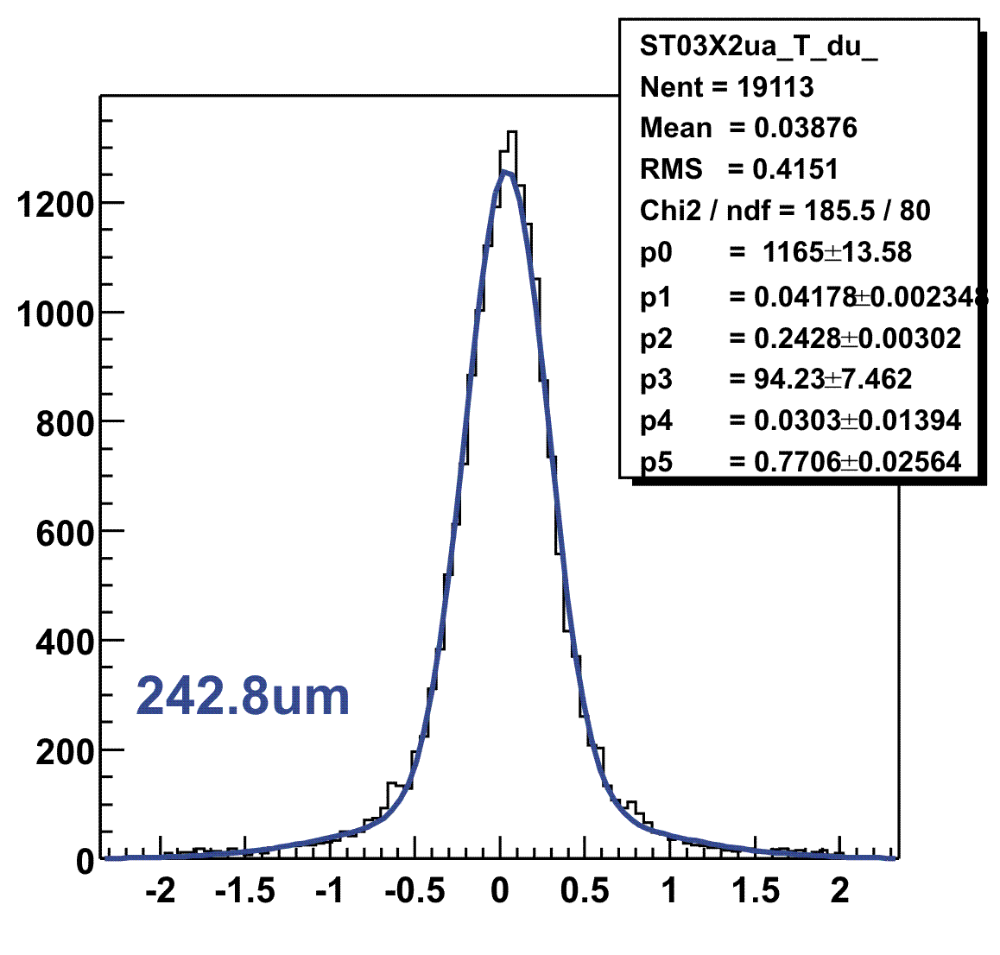 ST03X2ua_T_du_
Nent = 19113
Mean = 0.03876
RMS = 0.4151
Chi2 / ndf = 185.5 / 80
p0 = 1165±13.58
p1 = 0.04178±0.002348
p2 = 0.2428±0.00302
p3 = 94.23±7.462
p4 = 0.0303±0.01394
p5 = 0.7706±0.02564
1200
1000
800
600
400
242.8um
200
0
-2 -1.5 -1 -0.5 0 0.5 1 1.5 2